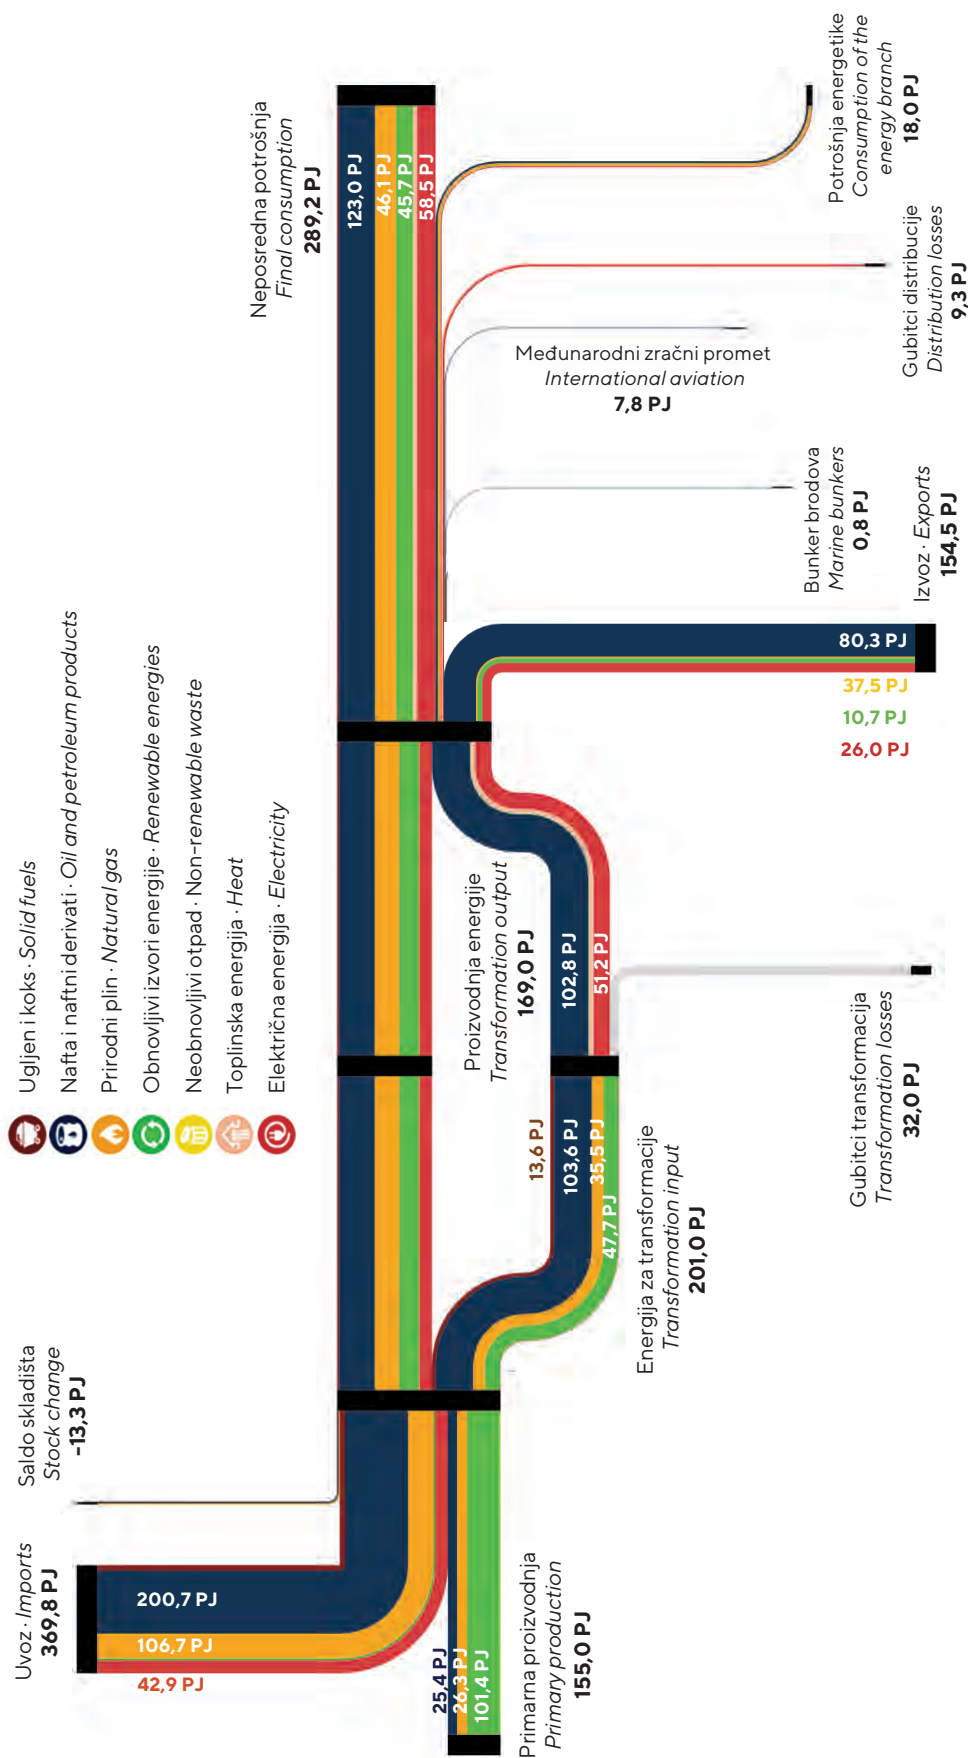 Ugljen i koks · Solid fuels
Nafta i naftni derivati · Oil and petroleum products
Prirodni plin · Natural gas
Obnovljivi izvori energije · Renewable energies
Neobnovljivi otpad · Non-renewable waste
Toplinska energija · Heat
Električna energija · Electricity
Uvoz · Imports
369,8 PJ
200,7 PJ
106,7 PJ
42,9 PJ
Saldo skladišta
Stock change
-13,3 PJ
25,4 PJ
26,3 PJ
101,4 PJ
Primarna proizvodnja
Primary production
155,0 PJ
13,6 PJ
103,6 PJ
35,5 PJ
47,7 PJ
Energija za transformacije
Transformation input
201,0 PJ
Proizvodnja energije
Transformation output
169,0 PJ
102,8 PJ
51,2 PJ
Gubitci transformacija
Transformation losses
32,0 PJ
Neposredna potrošnja
Final consumption
289,2 PJ
123,0 PJ
46,1 PJ
45,7 PJ
58,5 PJ
80,3 PJ
37,5 PJ
10,7 PJ
26,0 PJ
Izvoz · Exports
154,5 PJ
Bunker brodova
Marine bunkers
0,8 PJ
Međunarodni zračni promet
International aviation
7,8 PJ
Gubitci distribucije
Distribution losses
9,3 PJ
Potrošnja energetike
Consumption of the
energy branch
18,0 PJ